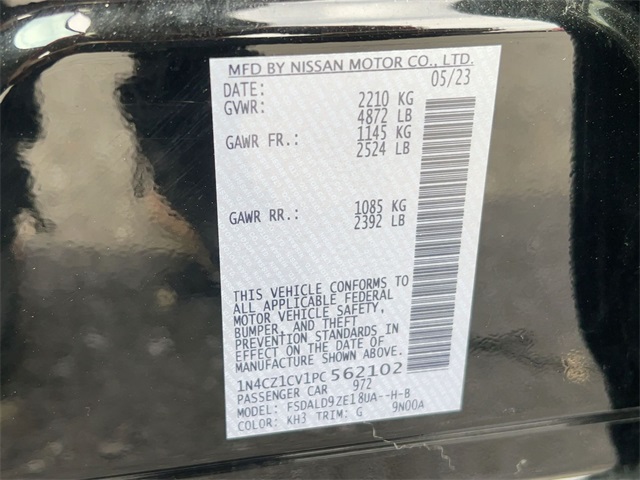 MFD BY NISSAN MOTOR CO., LTD.
DATE: 05/23
GVWR: 2210 KG
4872 LB
GAWR FR.: 1145 KG
2524 LB
GAWR RR.: 1085 KG
2392 LB
THIS VEHICLE CONFORMS TO
ALL APPLICABLE FEDERAL
MOTOR VEHICLE SAFETY,
BUMPER, AND THEFT
PREVENTION STANDARDS IN
EFFECT ON THE DATE OF
MANUFACTURE SHOWN ABOVE.
1N4CZ1CV1PC562102
PASSENGER CAR 972
MODEL: FSDALD9ZE18UA--H-B
COLOR: KH3 TRIM: G 9N00A